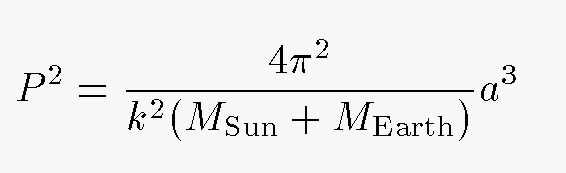 P² = 4π² / k²(M_Sun + M_Earth) a³